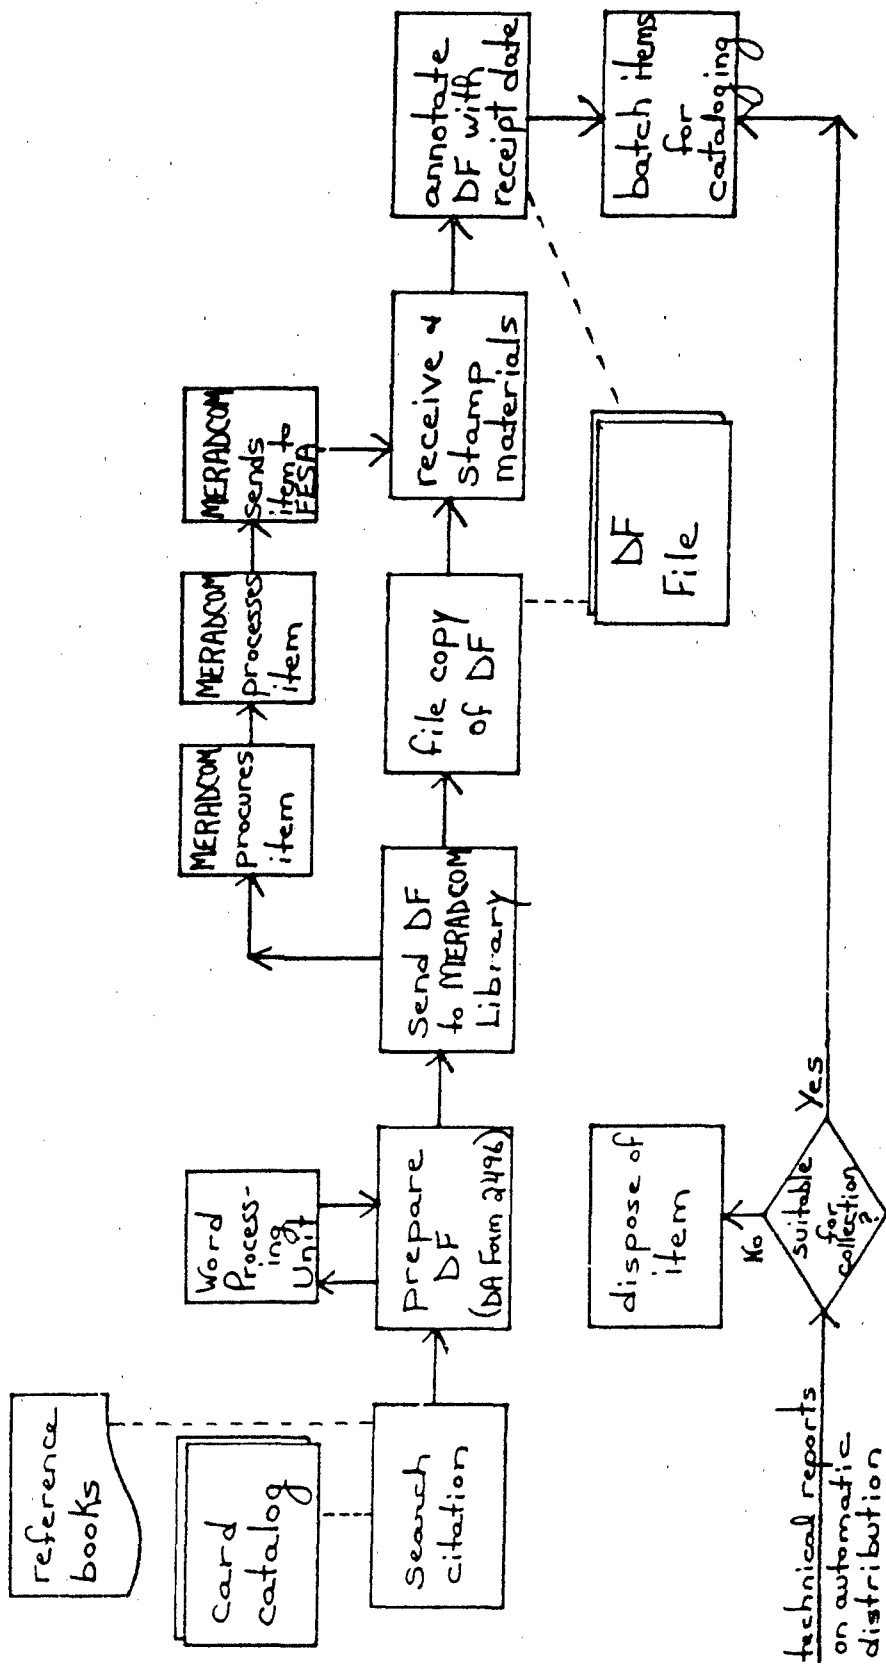 reference
books
Card
catalog
Search
citation
Word
Process-
ing
Unit
prepare
DF
(DA Form 2496)
Send DF
to MERADCOM
Library
MERADCOM
procures
item
MERADCOM
processes
item
MERADCOM
sends
item to
FESA
file copy
of DF
receive &
stamp
materials
annotate
DF with
receipt date
DF
File
batch items
for
cataloging
technical reports
on automatic
distribution
suitable
for
collection
?
No
Yes
dispose of
item